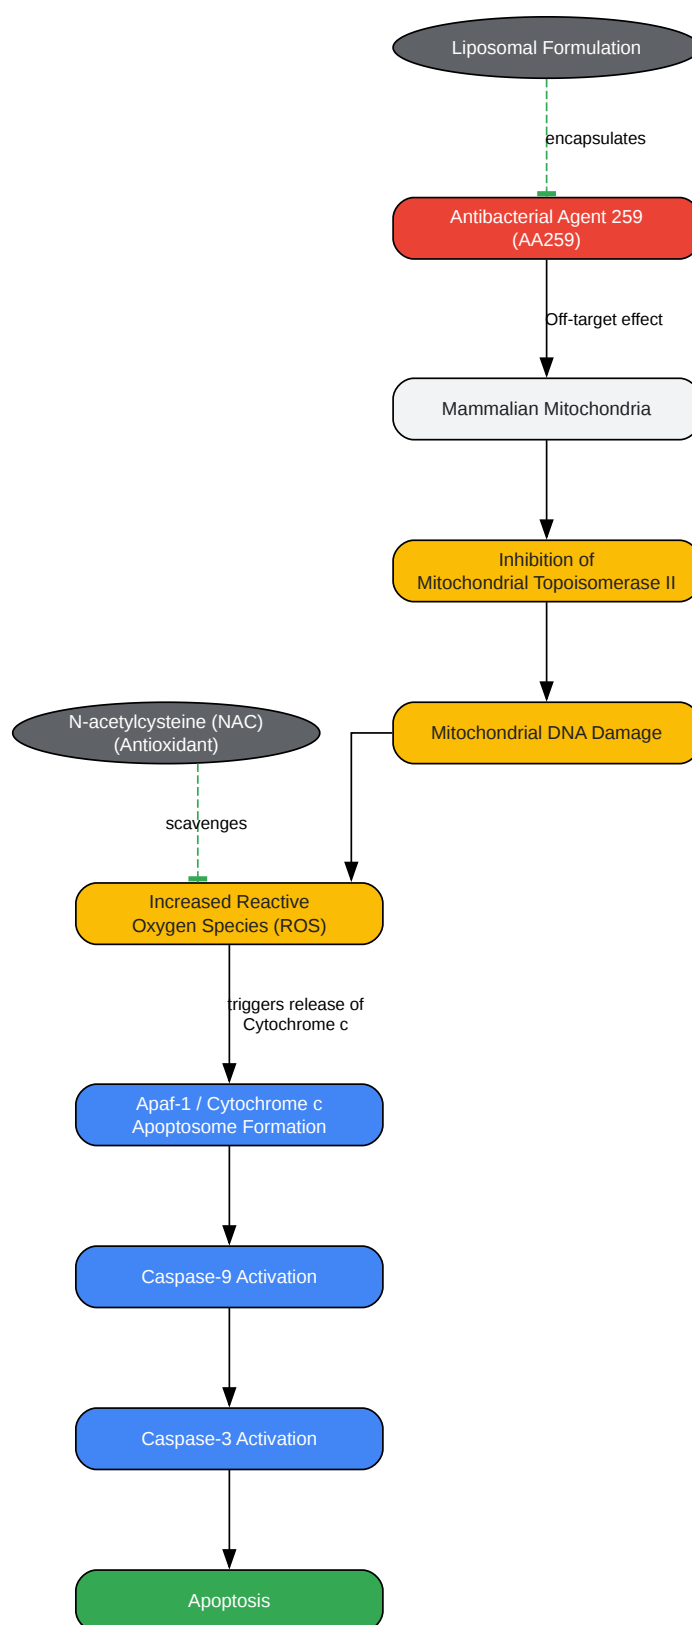 Liposomal Formulation
encapsulates
Antibacterial Agent 259
(AA259)
Off-target effect
Mammalian Mitochondria
Inhibition of
Mitochondrial Topoisomerase II
N-acetylcysteine (NAC)
(Antioxidant)
Mitochondrial DNA Damage
scavenges
Increased Reactive
Oxygen Species (ROS)
triggers release of
Cytochrome c
Apaf-1 / Cytochrome c
Apoptosome Formation
Caspase-9 Activation
Caspase-3 Activation
Apoptosis